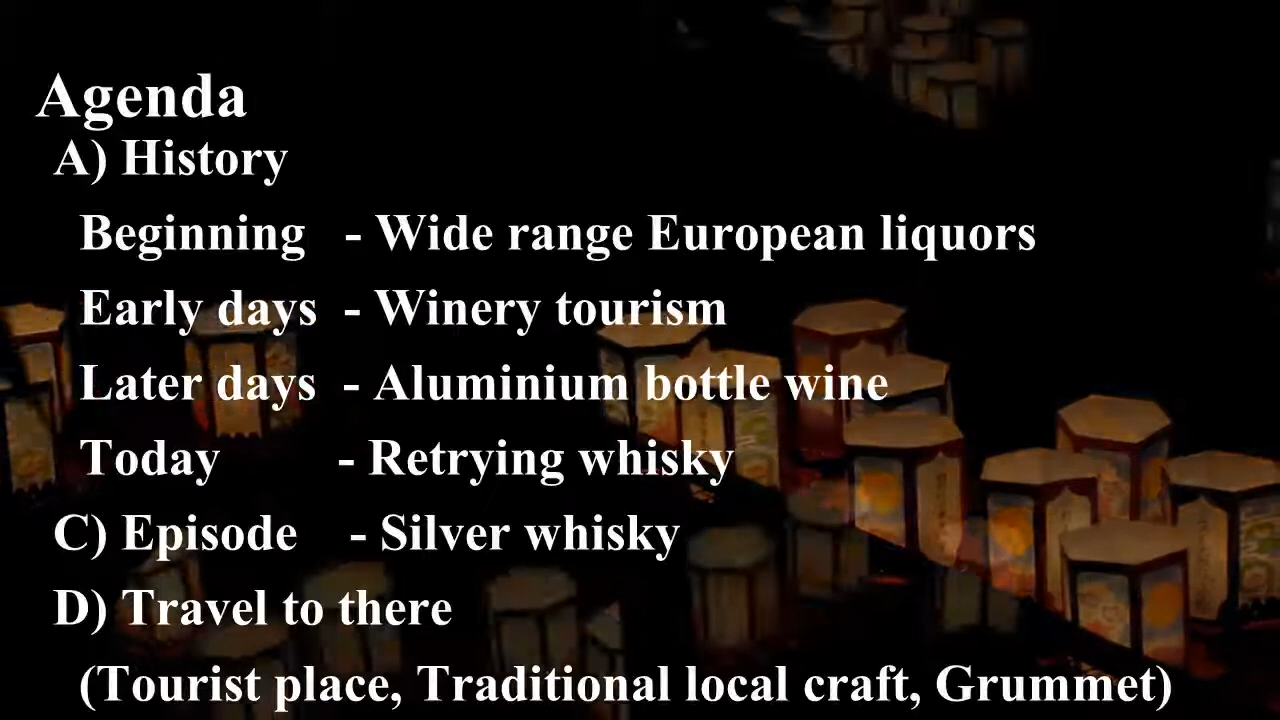 Agenda
A) History
Beginning - Wide range European liquors
Early days - Winery tourism
Later days - Aluminium bottle wine
Today - Retrying whisky
C) Episode - Silver whisky
D) Travel to there
(Tourist place, Traditional local craft, Grummet)